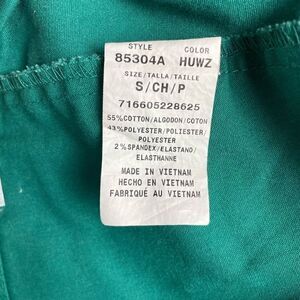 STYLE COLOR
85304A HUWZ
SIZE/TALLA/TAILLE
S/CH/P
716605228625
55%COTTON/ALGODON/COTON
43%POLYESTER/POLIESTER/
POLYESTER
2%SPANDEX/ELASTANO/
ELASTHANNE
MADE IN VIETNAM
HECHO EN VIETNAM
FABRIQUÉ AU VIETNAM